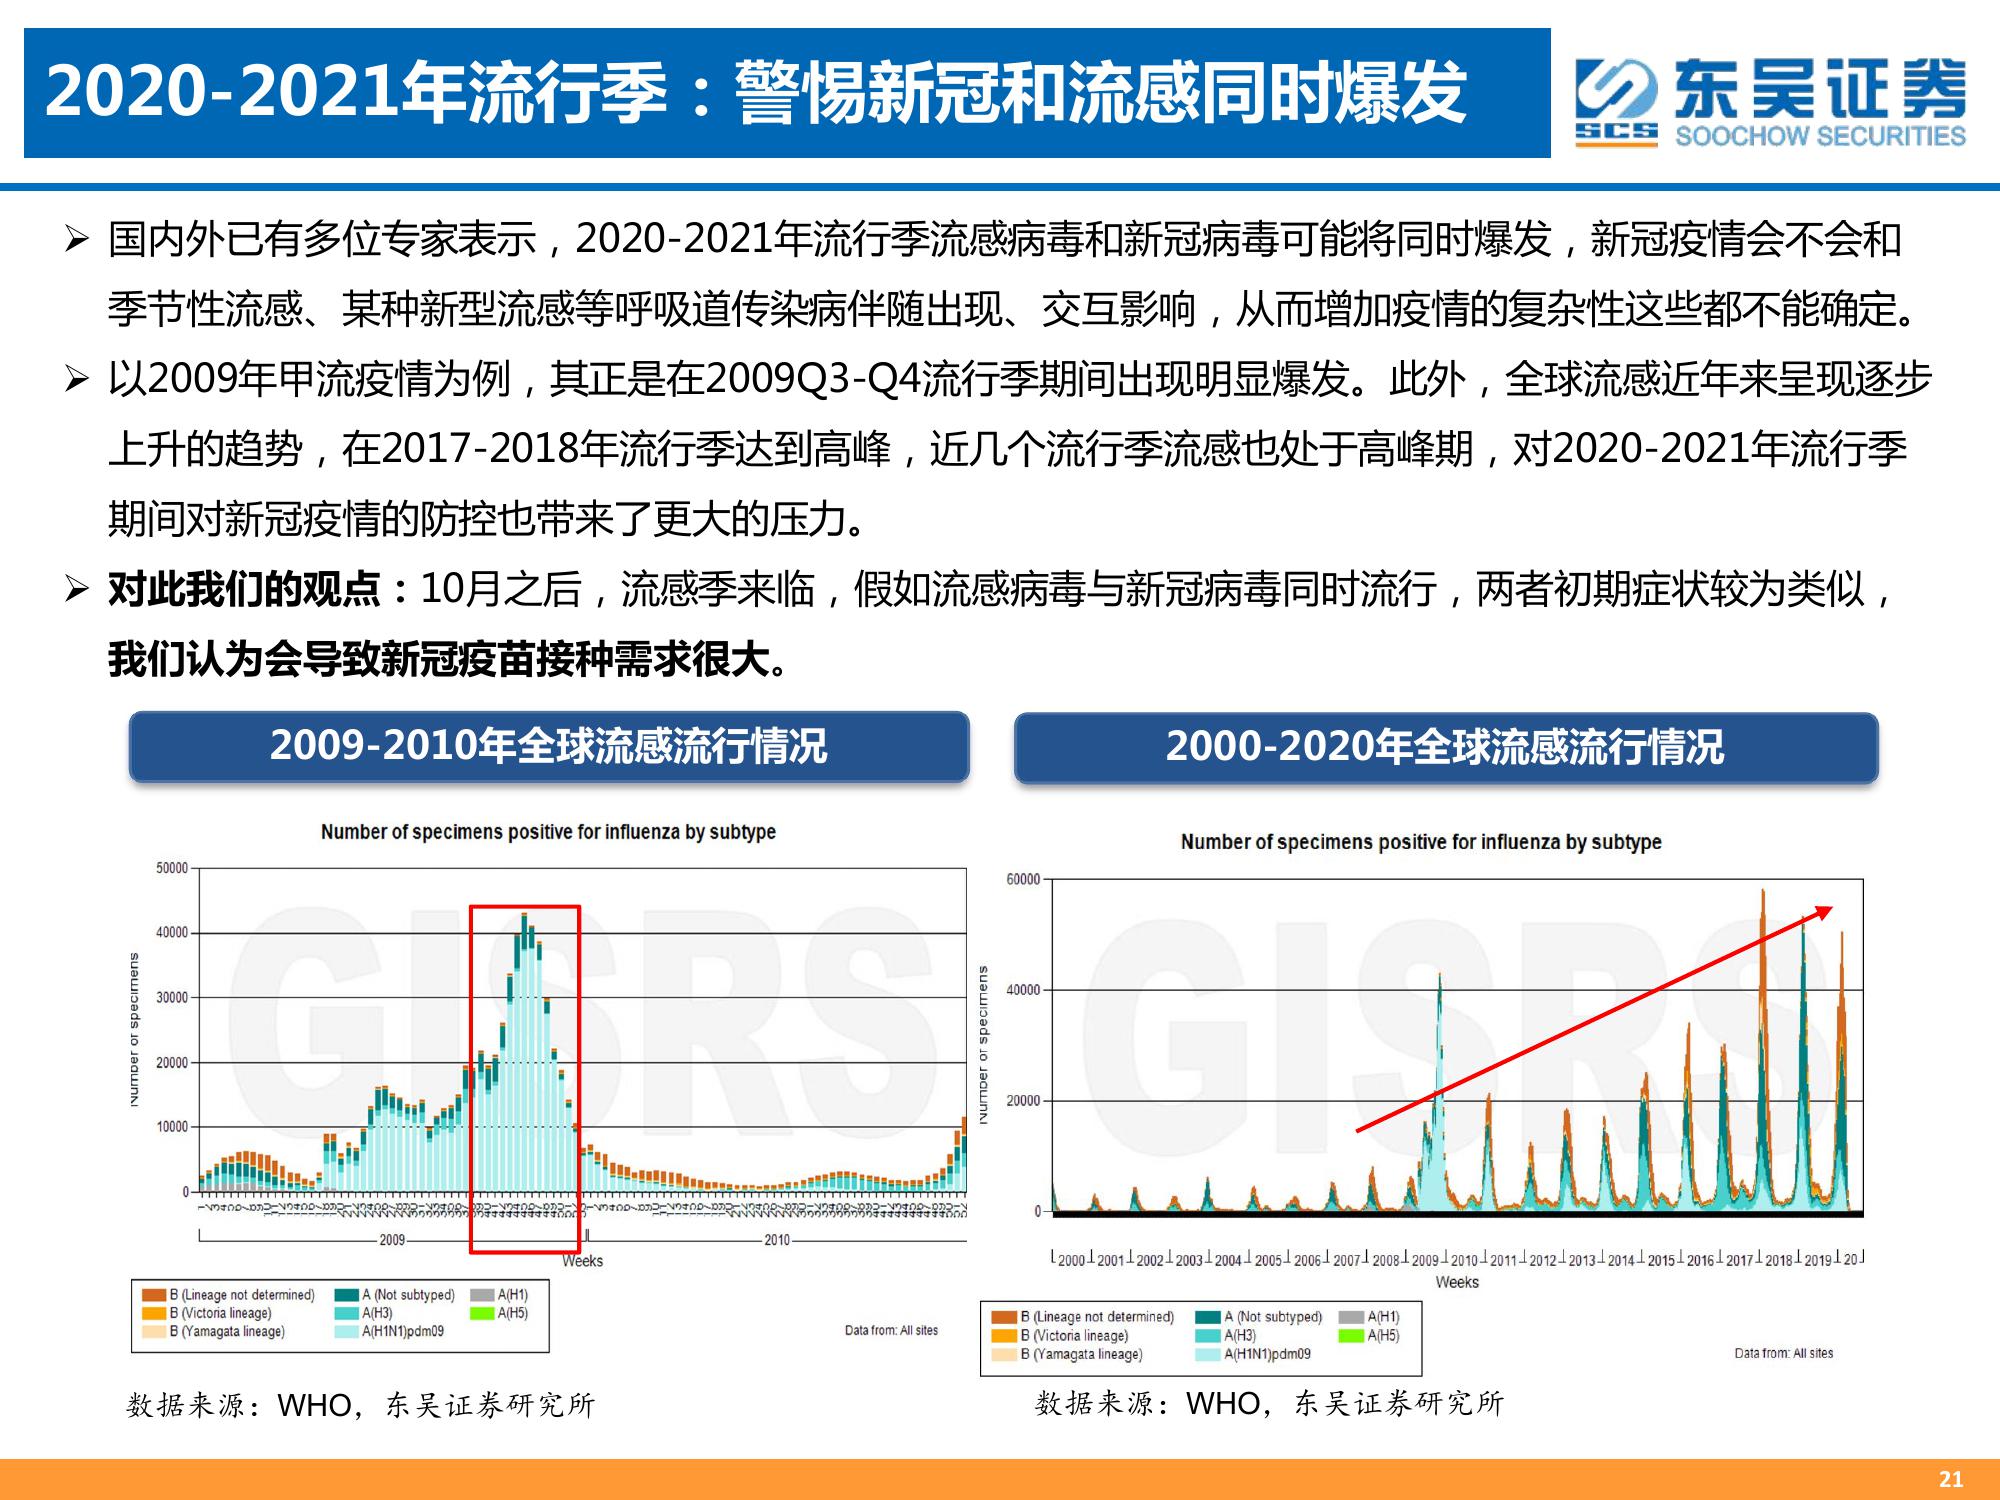 2020-2021年流行季：警惕新冠和流感同时爆发
SCS
东吴证券
SOOCHOW SECURITIES
➢ 国内外已有多位专家表示，2020-2021年流行季流感病毒和新冠病毒可能将同时爆发，新冠疫情会不会和
季节性流感、某种新型流感等呼吸道传染病伴随出现、交互影响，从而增加疫情的复杂性这些都不能确定。
➢ 以2009年甲流疫情为例，其正是在2009Q3-Q4流行季期间出现明显爆发。此外，全球流感近年来呈现逐步
上升的趋势，在2017-2018年流行季达到高峰，近几个流行季流感也处于高峰期，对2020-2021年流行季
期间对新冠疫情的防控也带来了更大的压力。
➢ 对此我们的观点：10月之后，流感季来临，假如流感病毒与新冠病毒同时流行，两者初期症状较为类似，
我们认为会导致新冠疫苗接种需求很大。
2009-2010年全球流感流行情况
GISRS
Number of specimens positive for influenza by subtype
Number of specimens
50000
40000
30000
20000
10000
0
2009
2010
Weeks
B (Lineage not determined)
A (Not subtyped)
A(H1)
B (Victoria lineage)
A(H3)
A(H5)
B (Yamagata lineage)
A(H1N1)pdm09
Data from: All sites
数据来源：WHO，东吴证券研究所
2000-2020年全球流感流行情况
GISRS
Number of specimens positive for influenza by subtype
Number of specimens
60000
40000
20000
0
2000 2001 2002 2003 2004 2005 2006 2007 2008 2009 2010 2011 2012 2013 2014 2015 2016 2017 2018 2019 20
Weeks
B (Lineage not determined)
A (Not subtyped)
A(H1)
B (Victoria lineage)
A(H3)
A(H5)
B (Yamagata lineage)
A(H1N1)pdm09
Data from: All sites
数据来源：WHO，东吴证券研究所
21